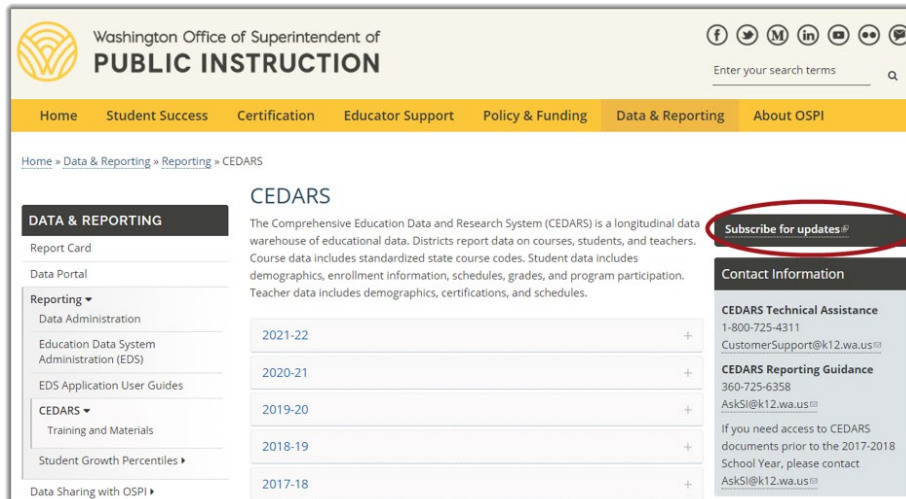 Washington Office of Superintendent of
PUBLIC INSTRUCTION
Enter your search terms
Home Student Success Certification Educator Support Policy & Funding Data & Reporting About OSPI
Home » Data & Reporting » Reporting » CEDARS
DATA & REPORTING
Report Card
Data Portal
Reporting
Data Administration
Education Data System
Administration (EDS)
EDS Application User Guides
CEDARS
Training and Materials
Student Growth Percentiles
Data Sharing with OSPI
CEDARS
The Comprehensive Education Data and Research System (CEDARS) is a longitudinal data
warehouse of educational data. Districts report data on courses, students, and teachers.
Course data includes standardized state course codes. Student data includes
demographics, enrollment information, schedules, grades, and program participation.
Teacher data includes demographics, certifications, and schedules.
2021-22
2020-21
2019-20
2018-19
2017-18
Subscribe for updates
Contact Information
CEDARS Technical Assistance
1-800-725-4311
CustomerSupport@k12.wa.us
CEDARS Reporting Guidance
360-725-6358
AskSI@k12.wa.us
If you need access to CEDARS
documents prior to the 2017-2018
School Year, please contact
AskSI@k12.wa.us